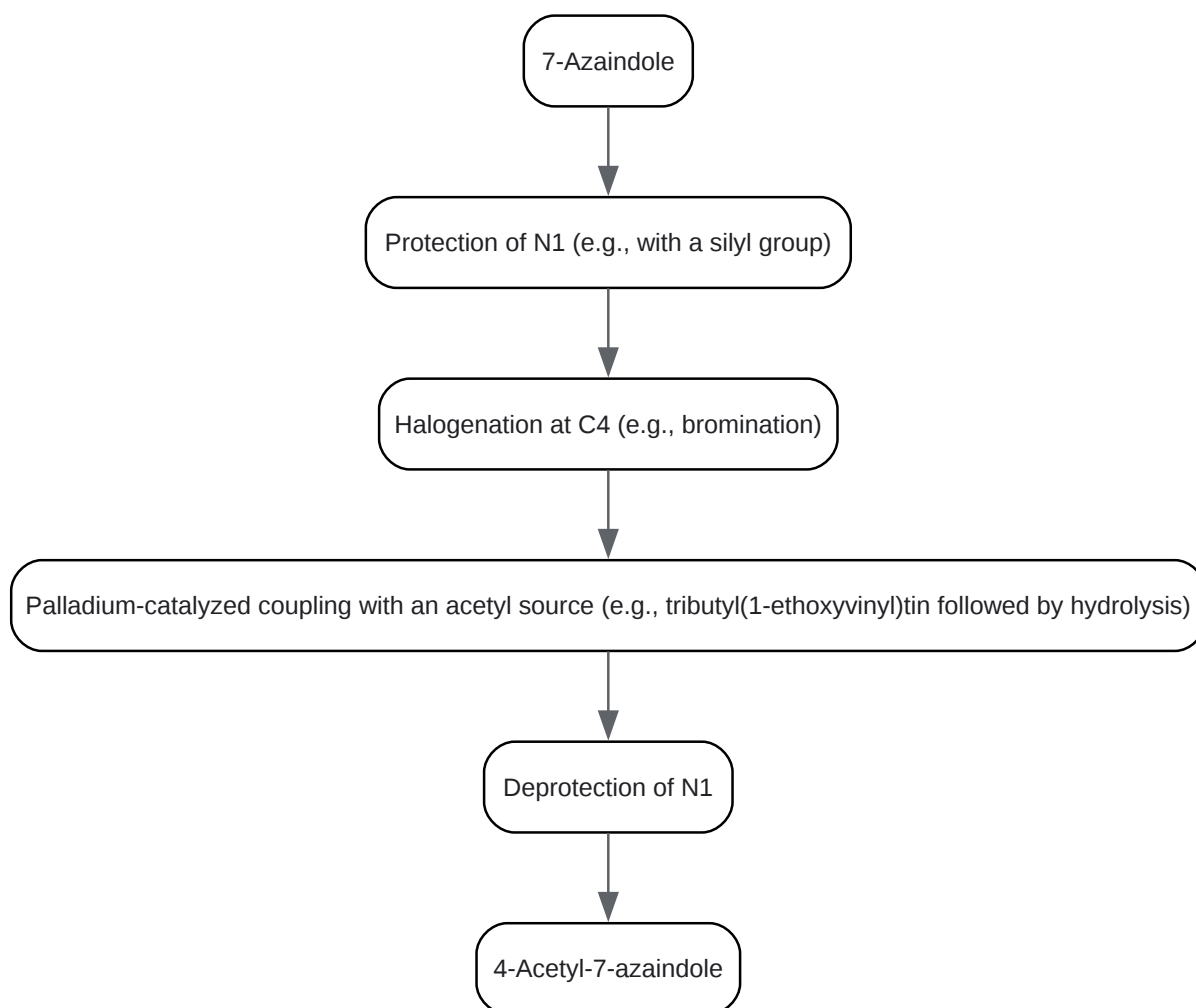 7-Azaindole
Protection of N1 (e.g., with a silyl group)
Halogenation at C4 (e.g., bromination)
Palladium-catalyzed coupling with an acetyl source (e.g., tributyl(1-ethoxyvinyl)tin followed by hydrolysis)
Deprotection of N1
4-Acetyl-7-azaindole